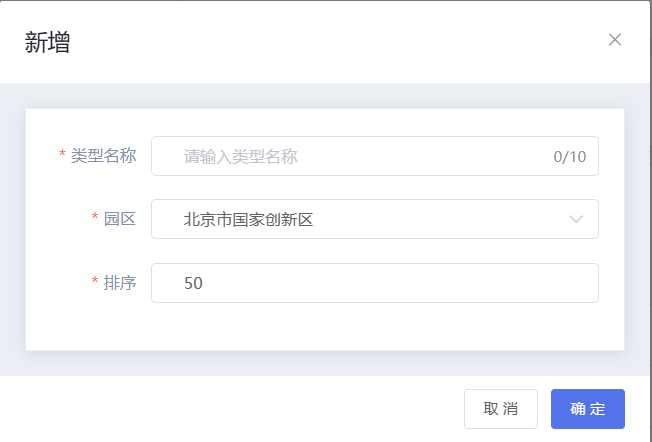 新增
* 类型名称 请输入类型名称 0/10
* 园区 北京市国家创新区
* 排序 50
取消 确定